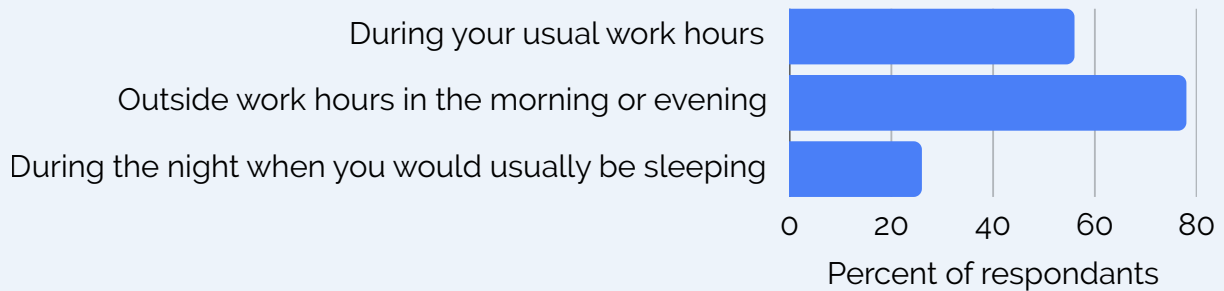 During your usual work hours
Outside work hours in the morning or evening
During the night when you would usually be sleeping
0 20 40 60 80
Percent of respondants